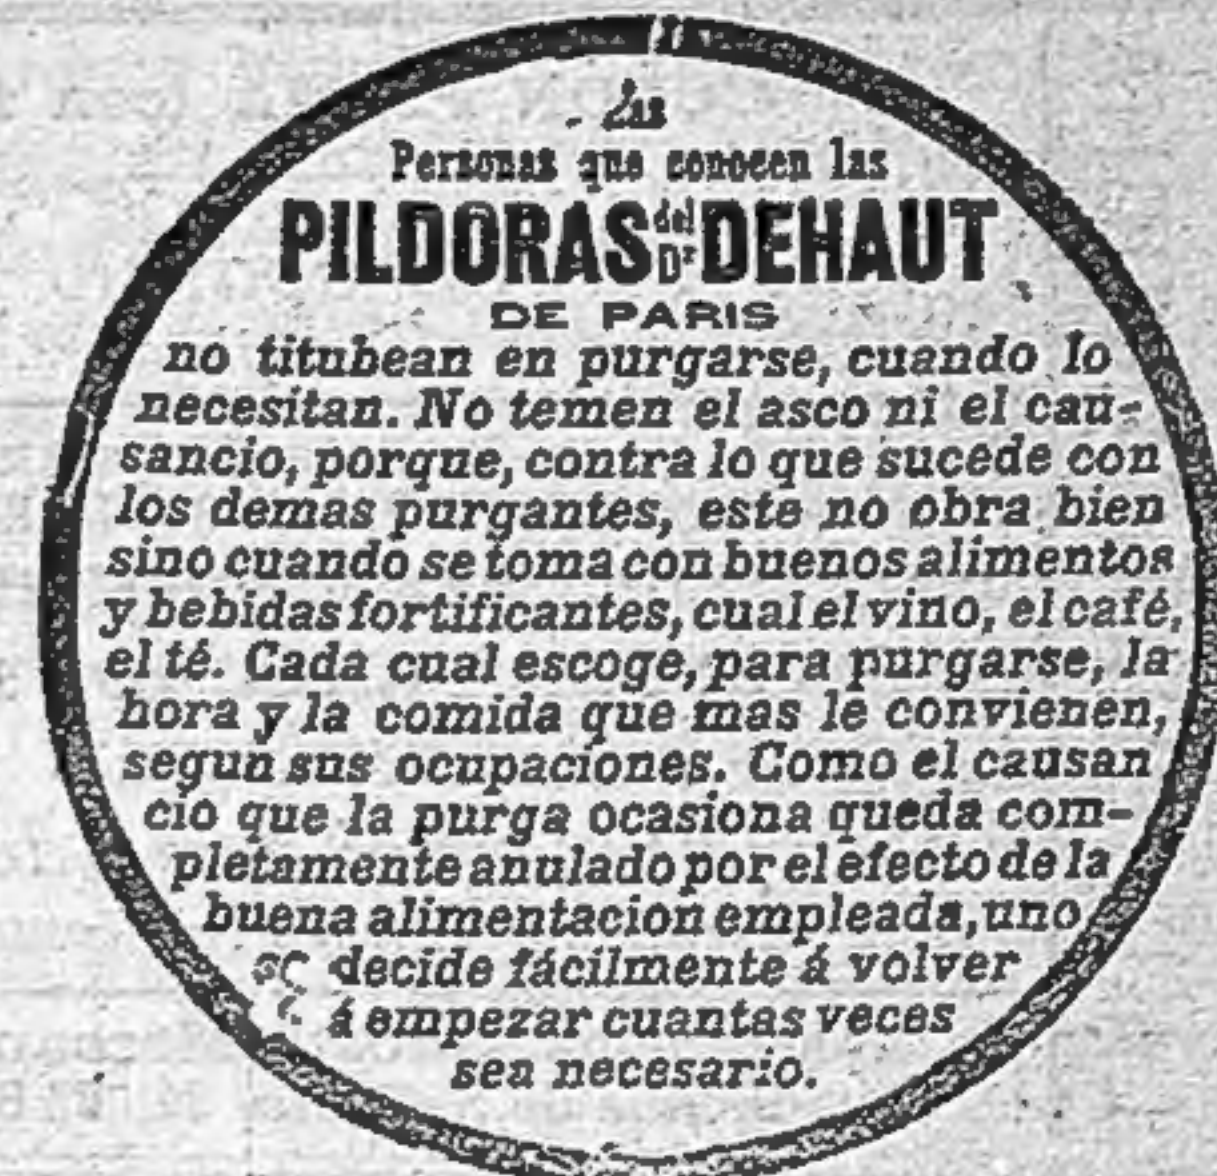 Las
Personas que conocen las
PILDORAS del Dr DEHAUT
DE PARIS
no titubean en purgarse, cuando lo
necesitan. No temen el asco ni el cau-
sancio, porque, contra lo que sucede con
los demas purgantes, este no obra bien
sino cuando se toma con buenos alimentos
y bebidas fortificantes, cual el vino, el café,
el té. Cada cual escoge, para purgarse, la
hora y la comida que mas le convienen,
segun sus ocupaciones. Como el causan
cio que la purga ocasiona queda com-
pletamente anulado por el efecto de la
buena alimentacion empleada, uno
se decide fácilmente á volver
á empezar cuantas veces
sea necesario.